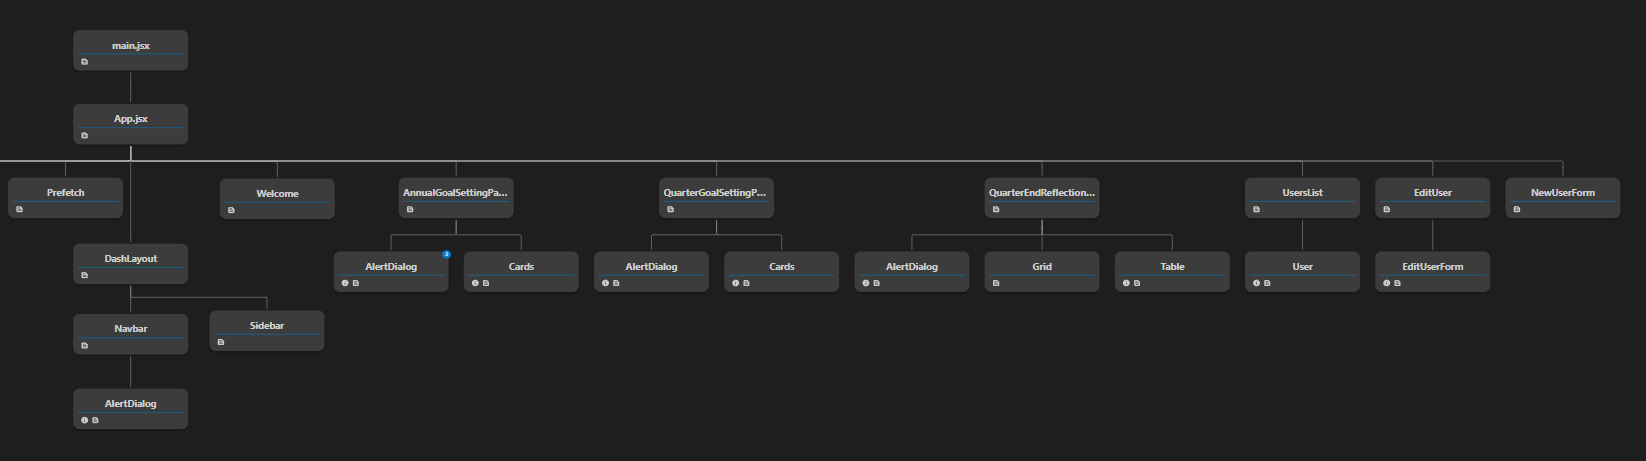 main.jsx
App.jsx
Prefetch
Welcome
AnnualGoalSettingPa...
QuarterGoalSettingP...
QuarterEndReflection...
UsersList
EditUser
NewUserForm
DashLayout
AlertDialog
2
Cards
AlertDialog
Cards
AlertDialog
Grid
Table
User
EditUserForm
Navbar
Sidebar
AlertDialog